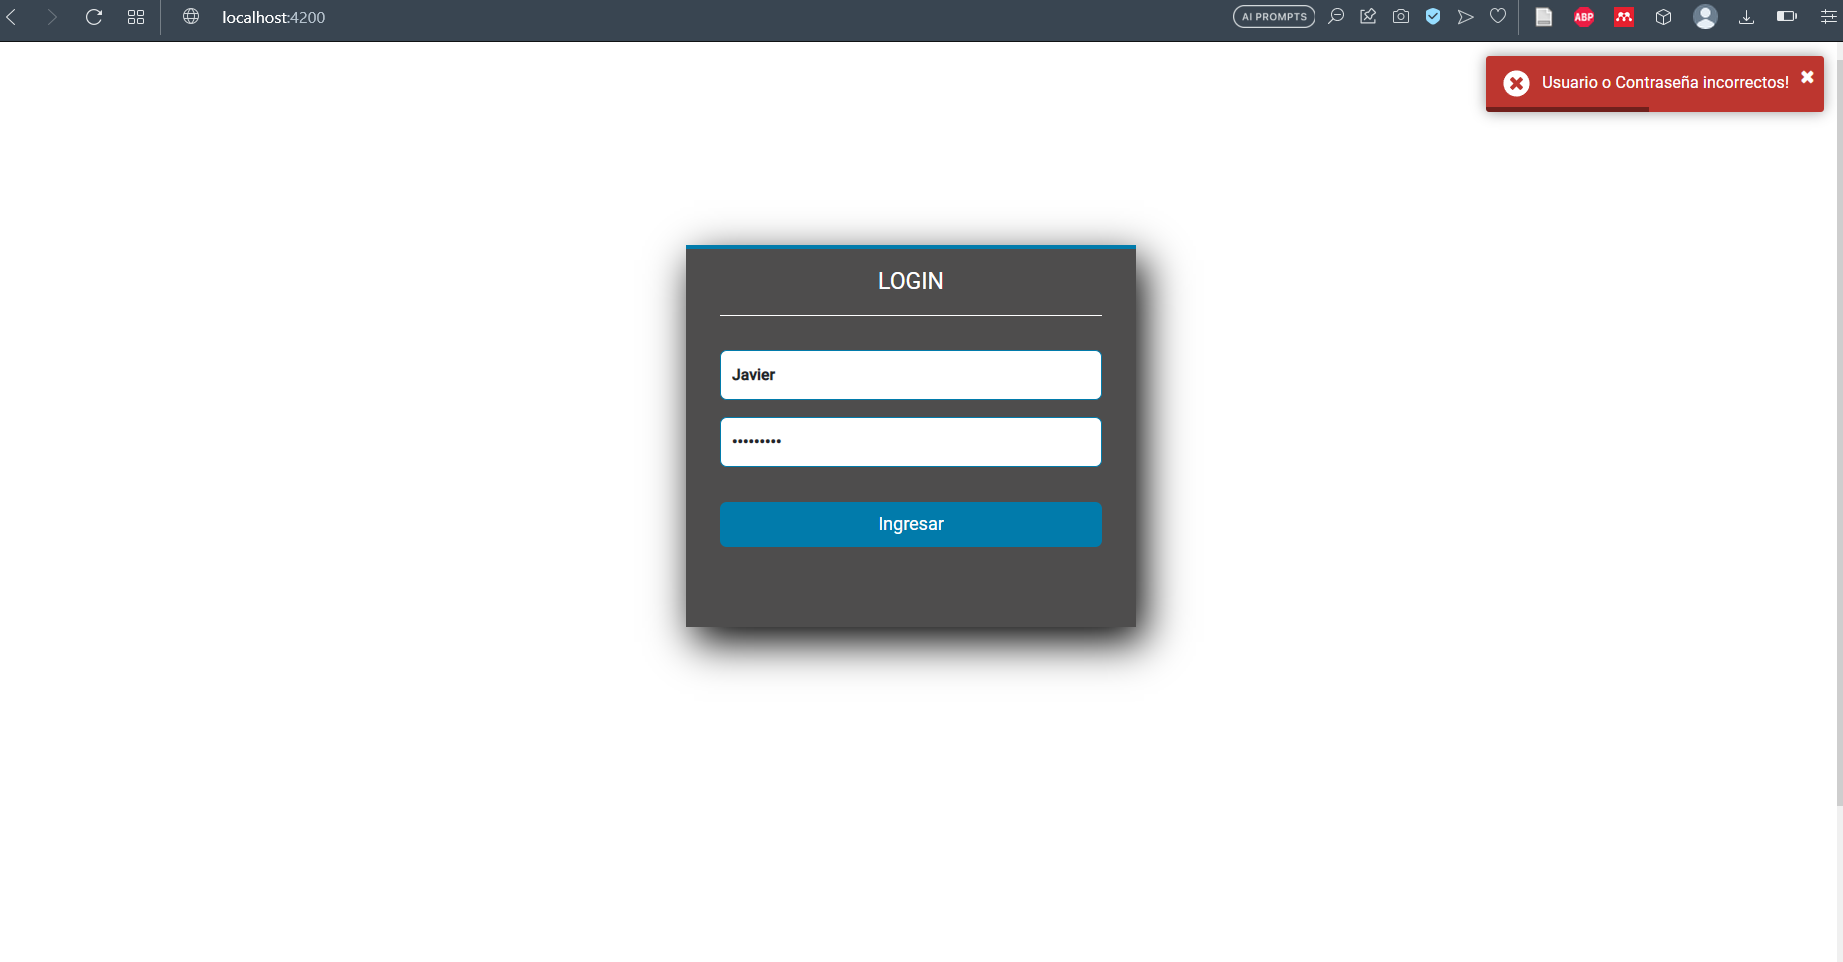 localhost:4200
AI PROMPTS
ABP
Usuario o Contraseña incorrectos!
LOGIN
Javier
•••••••••
Ingresar